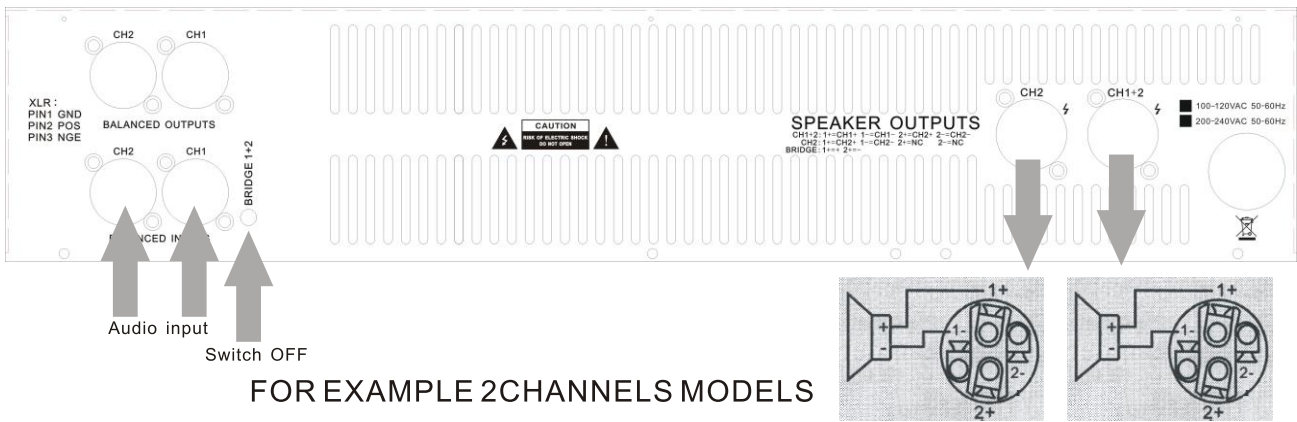 CH2 CH1
XLR :
PIN1 GND
PIN2 POS
PIN3 NGE
BALANCED OUTPUTS
CH2 CH1
BRIDGE 1+2
CAUTION
RISK OF ELECTRIC SHOCK
DO NOT OPEN
SPEAKER OUTPUTS
CH1+2: 1+=CH1+ 1-=CH1- 2+=CH2+ 2-=CH2-
CH2: 1+=CH2+ 1-=CH2- 2+=NC 2-=NC
BRIDGE: 1+=+ 2+=-
CH2 CH1+2
100-120VAC 50-60Hz
200-240VAC 50-60Hz
Audio input
Switch OFF
FOR EXAMPLE 2CHANNELS MODELS
1+
+
-
1-
2-
2+
1+
+
-
1-
2-
2+